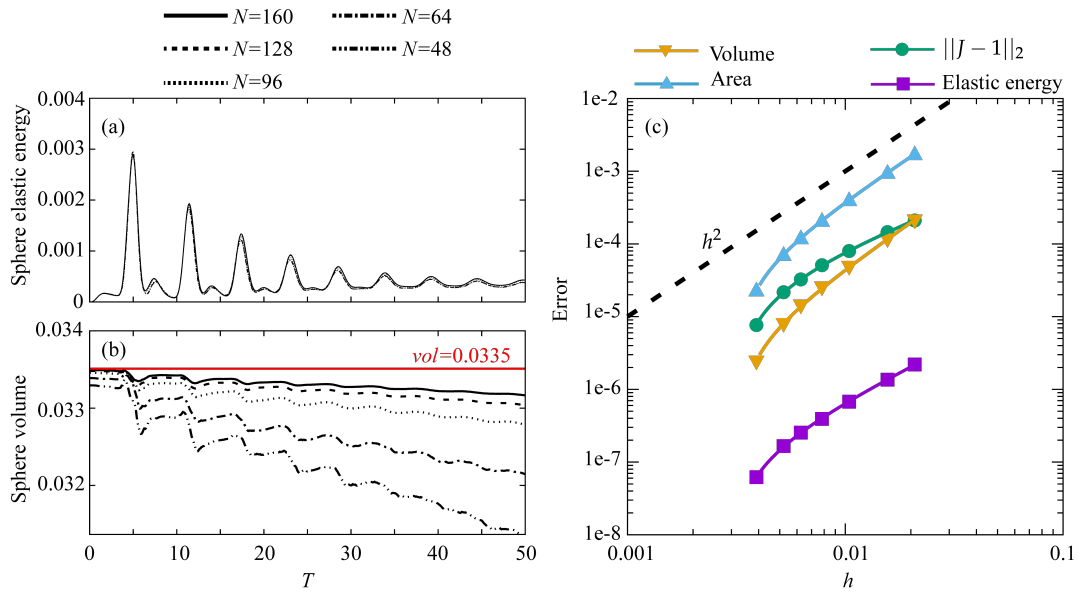 N=160
N=64
N=128
N=48
N=96
0.004
0.003
0.002
0.001
0
Sphere elastic energy
(a)
0.034
0.033
0.032
Sphere volume
(b)
vol=0.0335
0
10
20
30
40
50
T
Volume
||J − 1||₂
Area
Elastic energy
1e-2
1e-3
1e-4
1e-5
1e-6
1e-7
1e-8
Error
(c)
h²
0.001
0.01
0.1
h